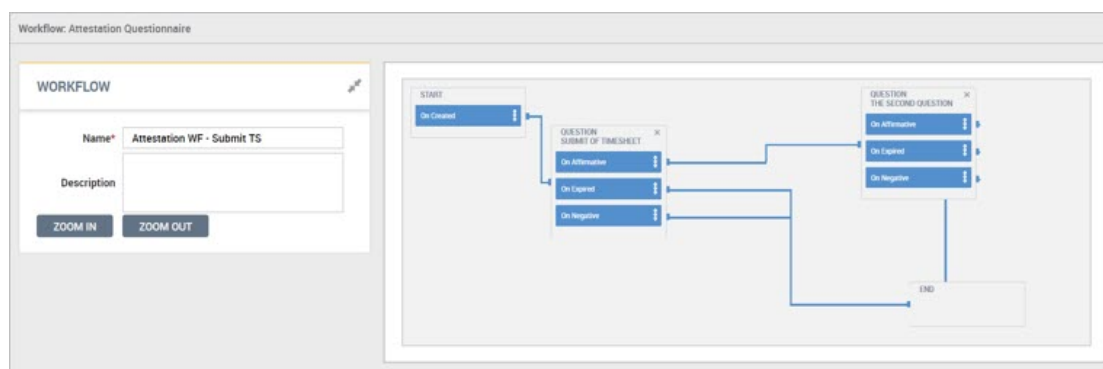 Workflow: Attestation Questionnaire
WORKFLOW
Name* Attestation WF - Submit TS
Description
ZOOM IN ZOOM OUT
START
On Created
QUESTION
SUBMIT OF TIMESHEET
On Affirmative
On Expired
On Negative
QUESTION
THE SECOND QUESTION
On Affirmative
On Expired
On Negative
END